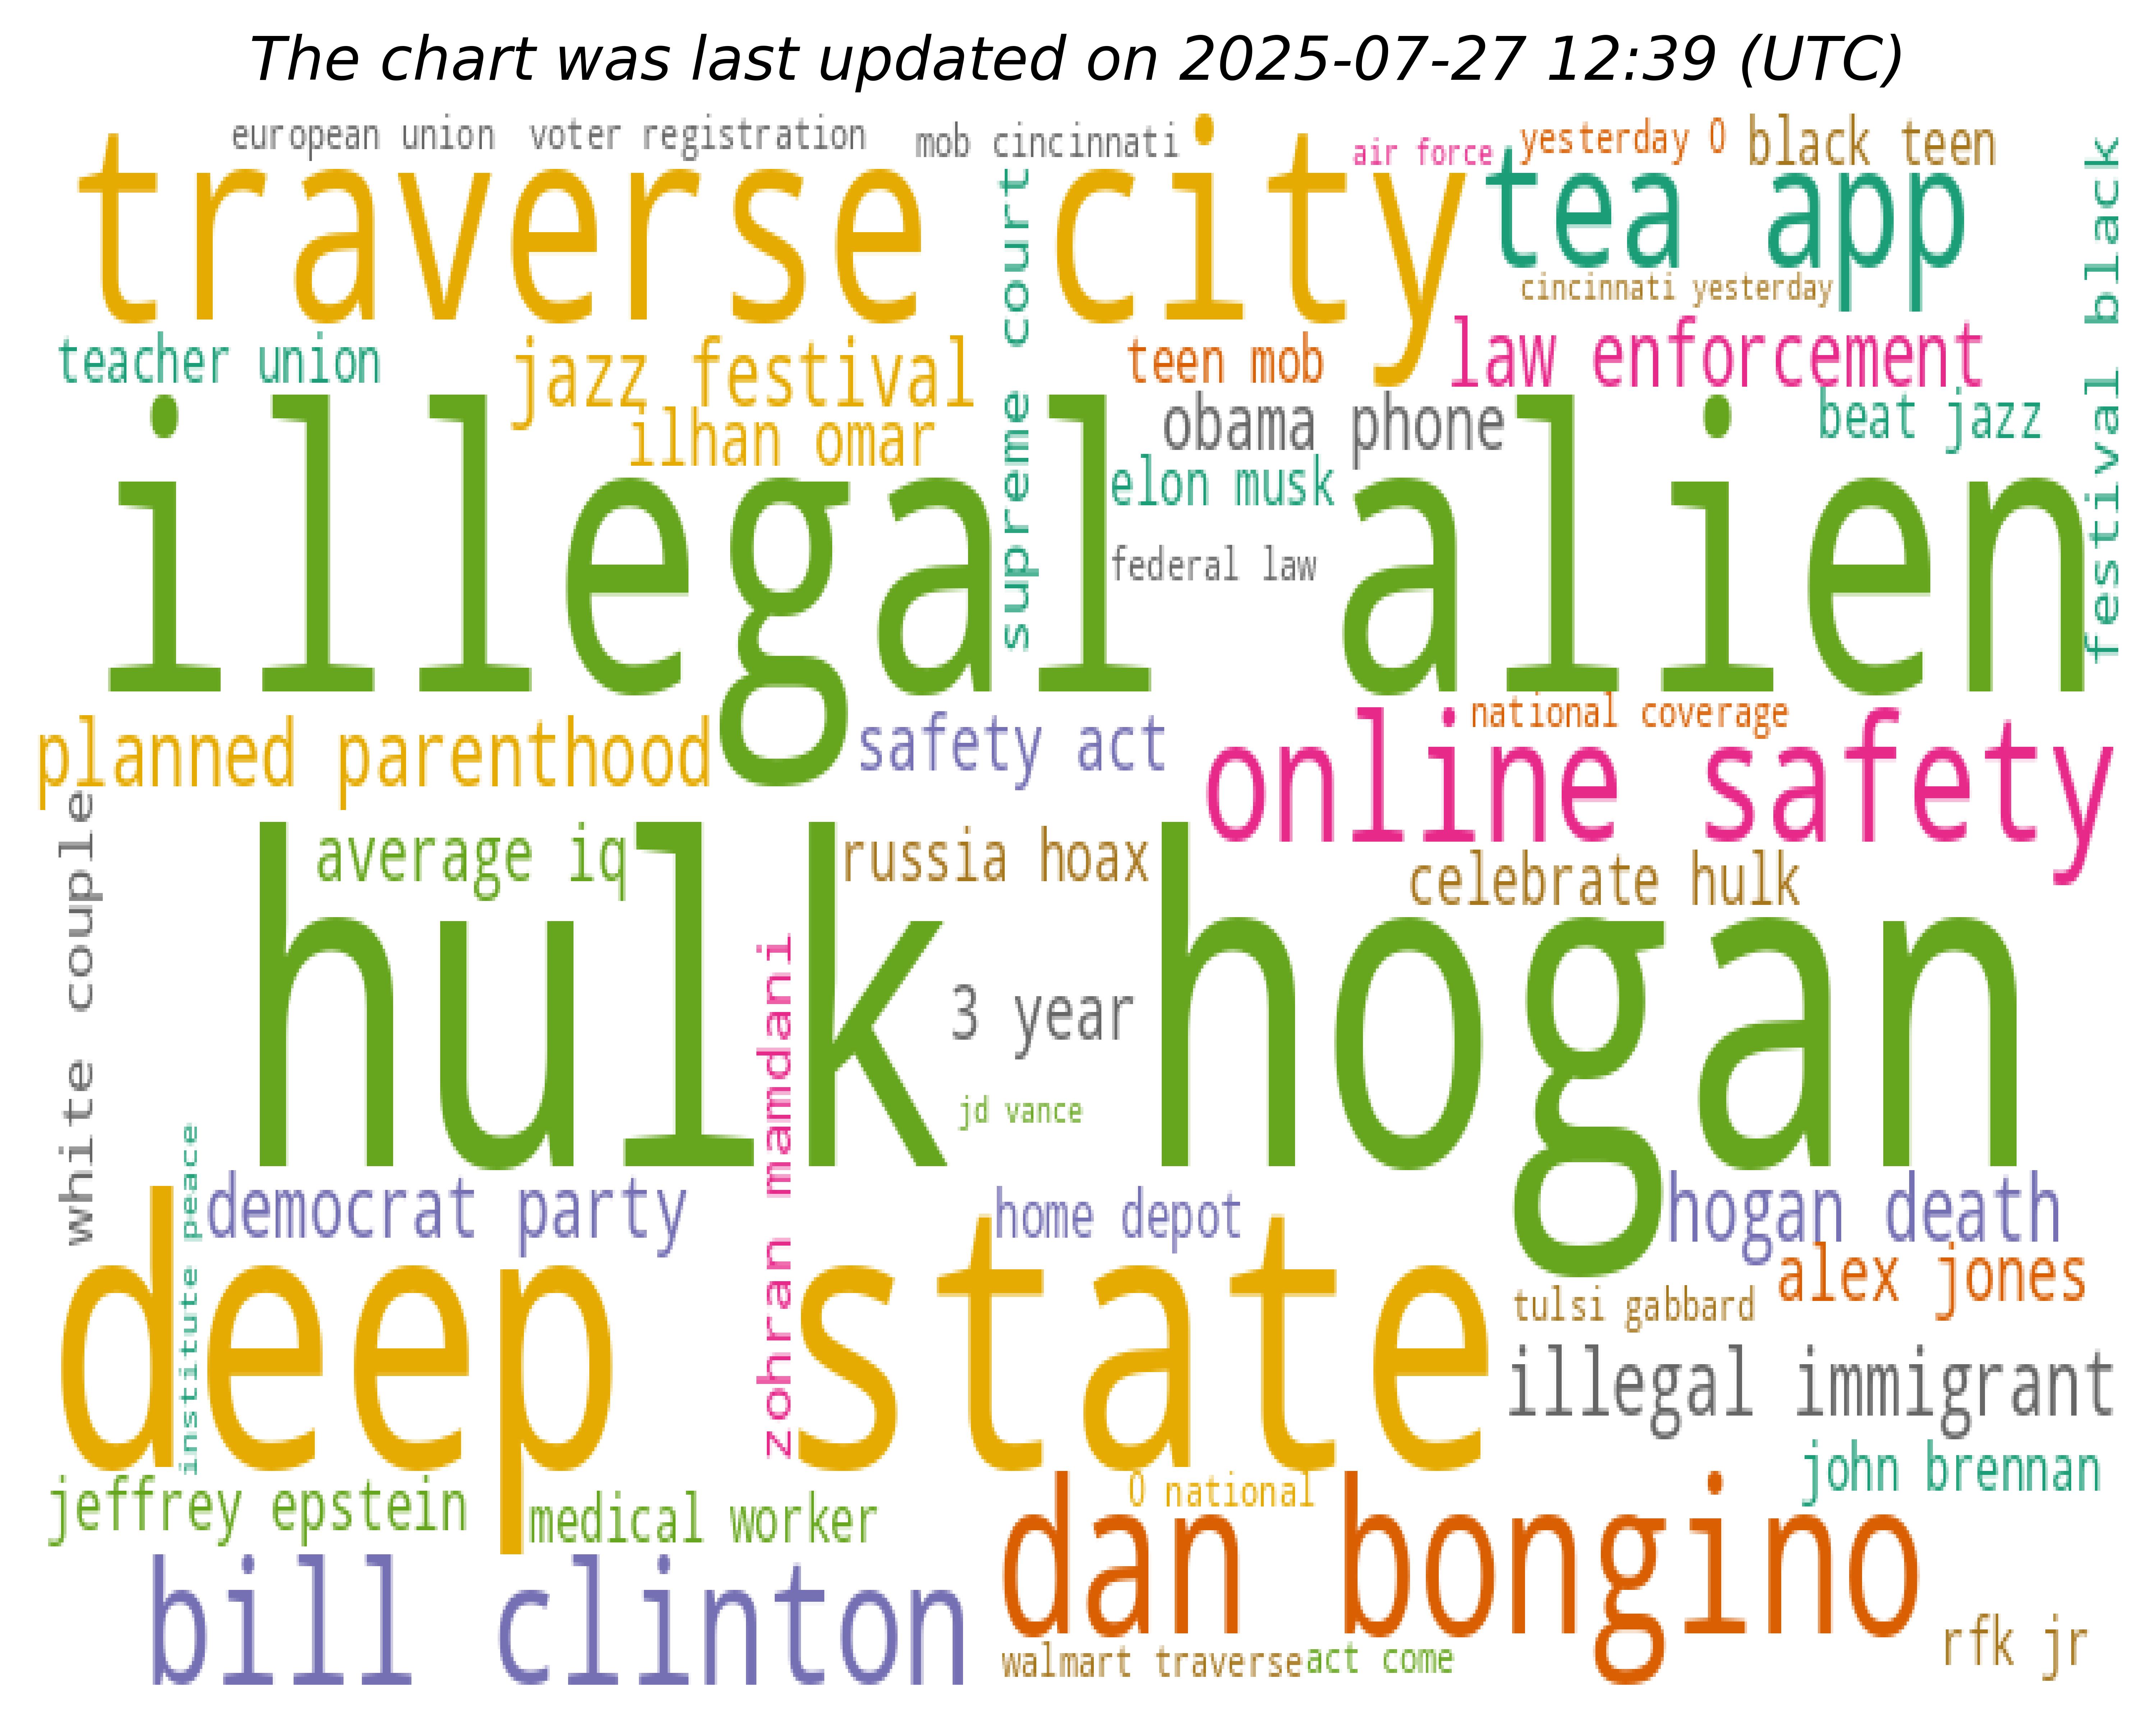 The chart was last updated on 2025-07-27 12:39 (UTC)
european union
voter registration
mob cincinnati
air force
yesterday 0
black teen
traverse city
tea app
cincinnati yesterday
festival black
supreme court
teacher union
jazz festival
teen mob
law enforcement
ilhan omar
obama phone
beat jazz
illegal alien
elon musk
federal law
planned parenthood
safety act
national coverage
online safety
white couple
average iq
russia hoax
celebrate hulk
hulk hogan
zohran mamdani
3 year
jd vance
institute peace
democrat party
home depot
hogan death
alex jones
deep state
tulsi gabbard
illegal immigrant
john brennan
jeffrey epstein
medical worker
0 national
dan bongino
bill clinton
walmart traverse
act come
rfk jr